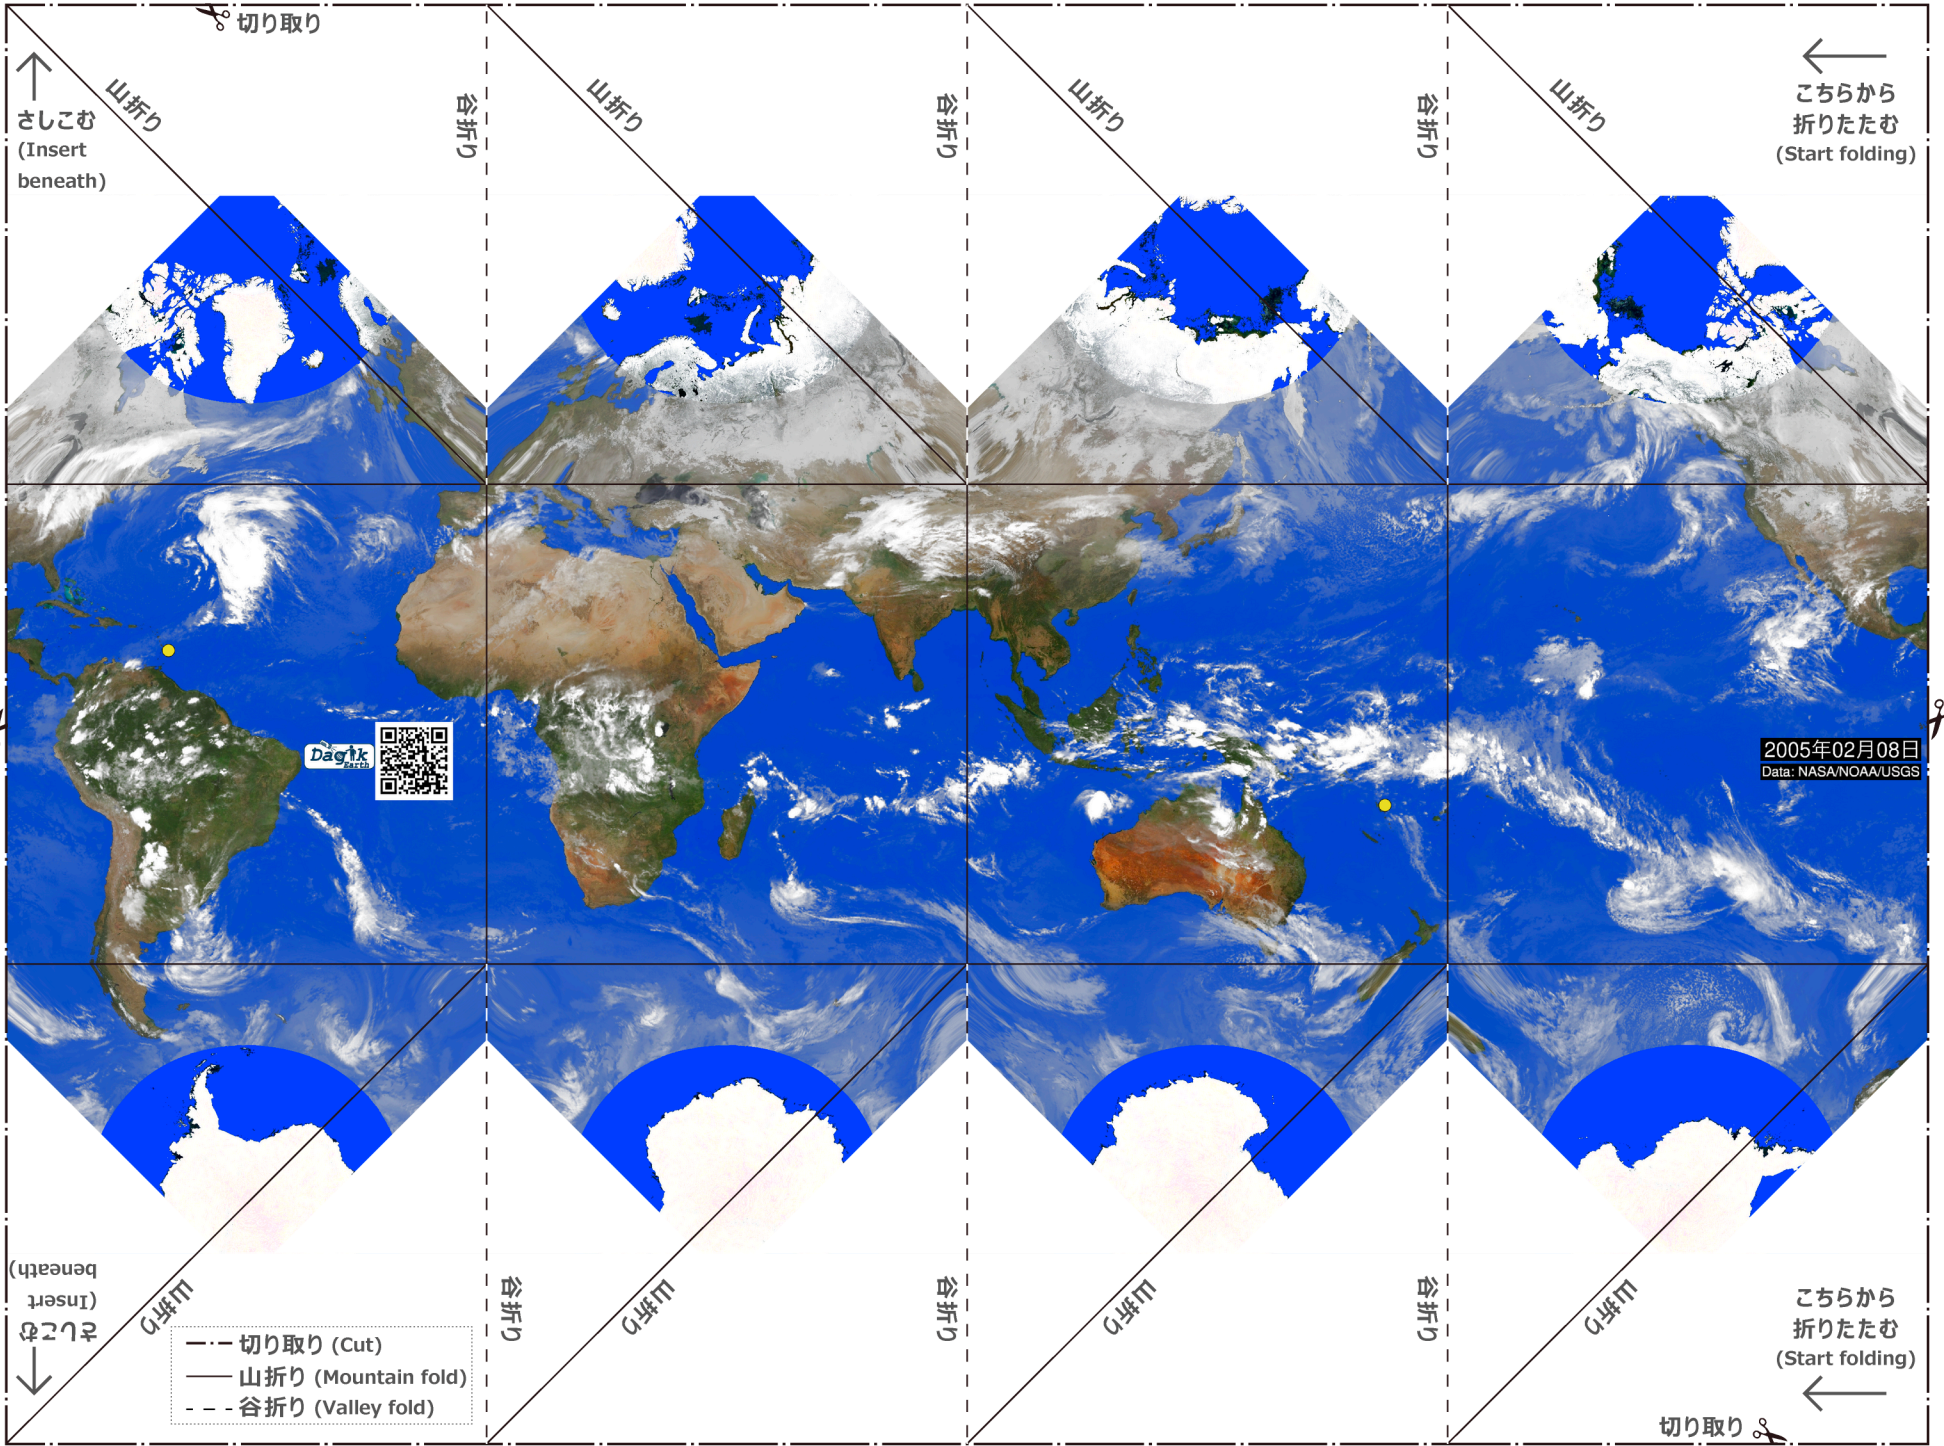 切り取り
山折り
谷折り
山折り
谷折り
山折り
谷折り
山折り
さしこむ
(Insert
beneath)
こちらから
折りたたむ
(Start folding)
Dagik
Earth
2005年02月08日
Data: NASA/NOAA/USGS
さしこむ
(Insert
beneath)
山折り
谷折り
山折り
谷折り
山折り
谷折り
山折り
切り取り (Cut)
山折り (Mountain fold)
谷折り (Valley fold)
こちらから
折りたたむ
(Start folding)
切り取り